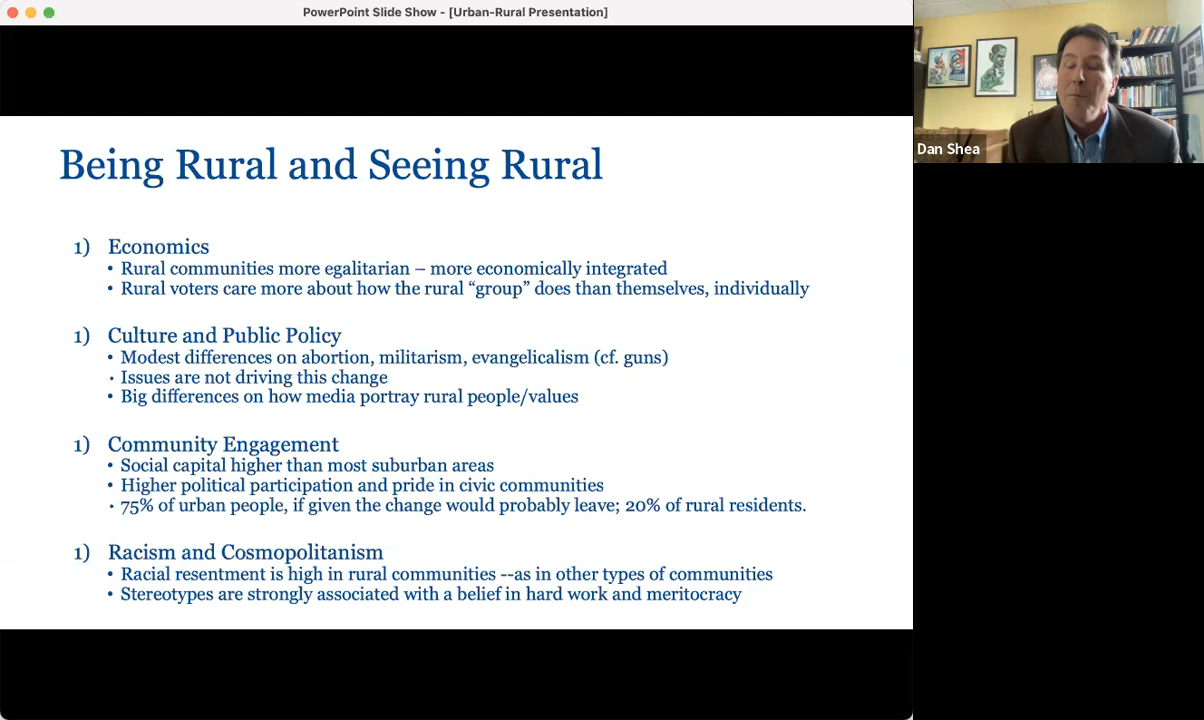 PowerPoint Slide Show - [Urban-Rural Presentation]
Being Rural and Seeing Rural
1) Economics
• Rural communities more egalitarian – more economically integrated
• Rural voters care more about how the rural “group” does than themselves, individually
1) Culture and Public Policy
• Modest differences on abortion, militarism, evangelicalism (cf. guns)
• Issues are not driving this change
• Big differences on how media portray rural people/values
1) Community Engagement
• Social capital higher than most suburban areas
• Higher political participation and pride in civic communities
• 75% of urban people, if given the change would probably leave; 20% of rural residents.
1) Racism and Cosmopolitanism
• Racial resentment is high in rural communities --as in other types of communities
• Stereotypes are strongly associated with a belief in hard work and meritocracy
Dan Shea